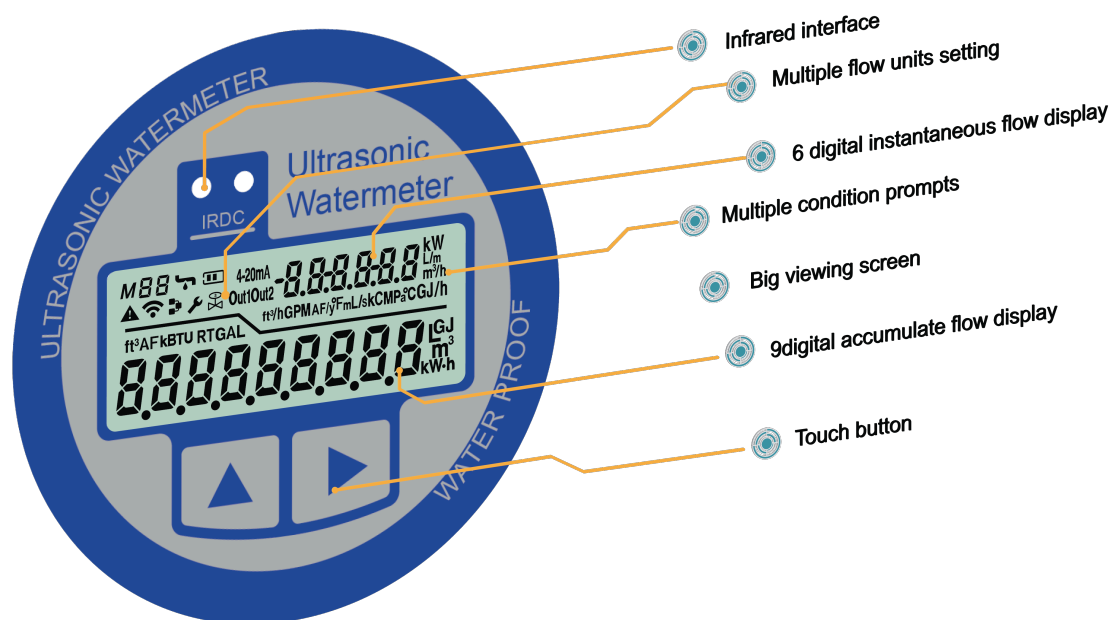 ULTRASONIC WATERMETER
WATER PROOF
IRDC
Ultrasonic
Watermeter
M88
4-20mA
-8.8.8.8.8.8
kW
L/m
m³/h
Out1Out2
ft³/hGPMAF/y°FmL/skCMPa°CGJ/h
ft³AFkBTU RTGAL
8.8.8.8.8.8.8.8.8
LGJ
m³
kW·h
Infrared interface
Multiple flow units setting
6 digital instantaneous flow display
Multiple condition prompts
Big viewing screen
9digital accumulate flow display
Touch button